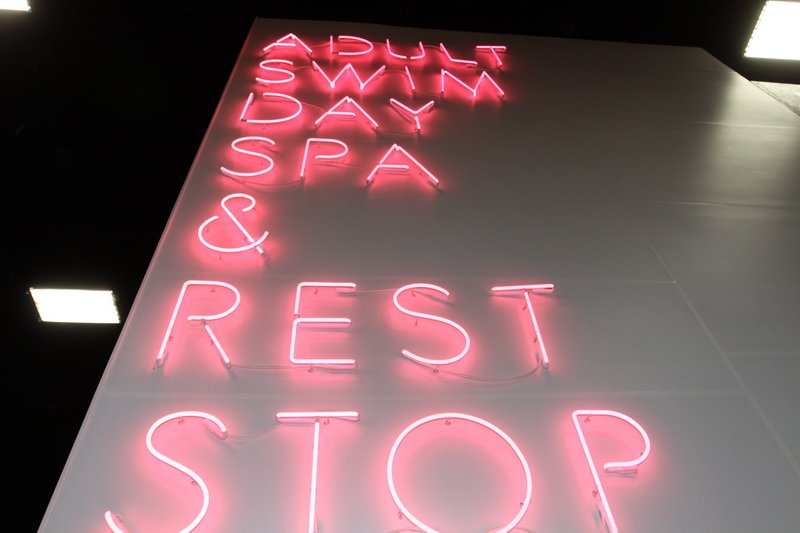 ADULT
SWIM
DAY
SPA
&
REST
STOP